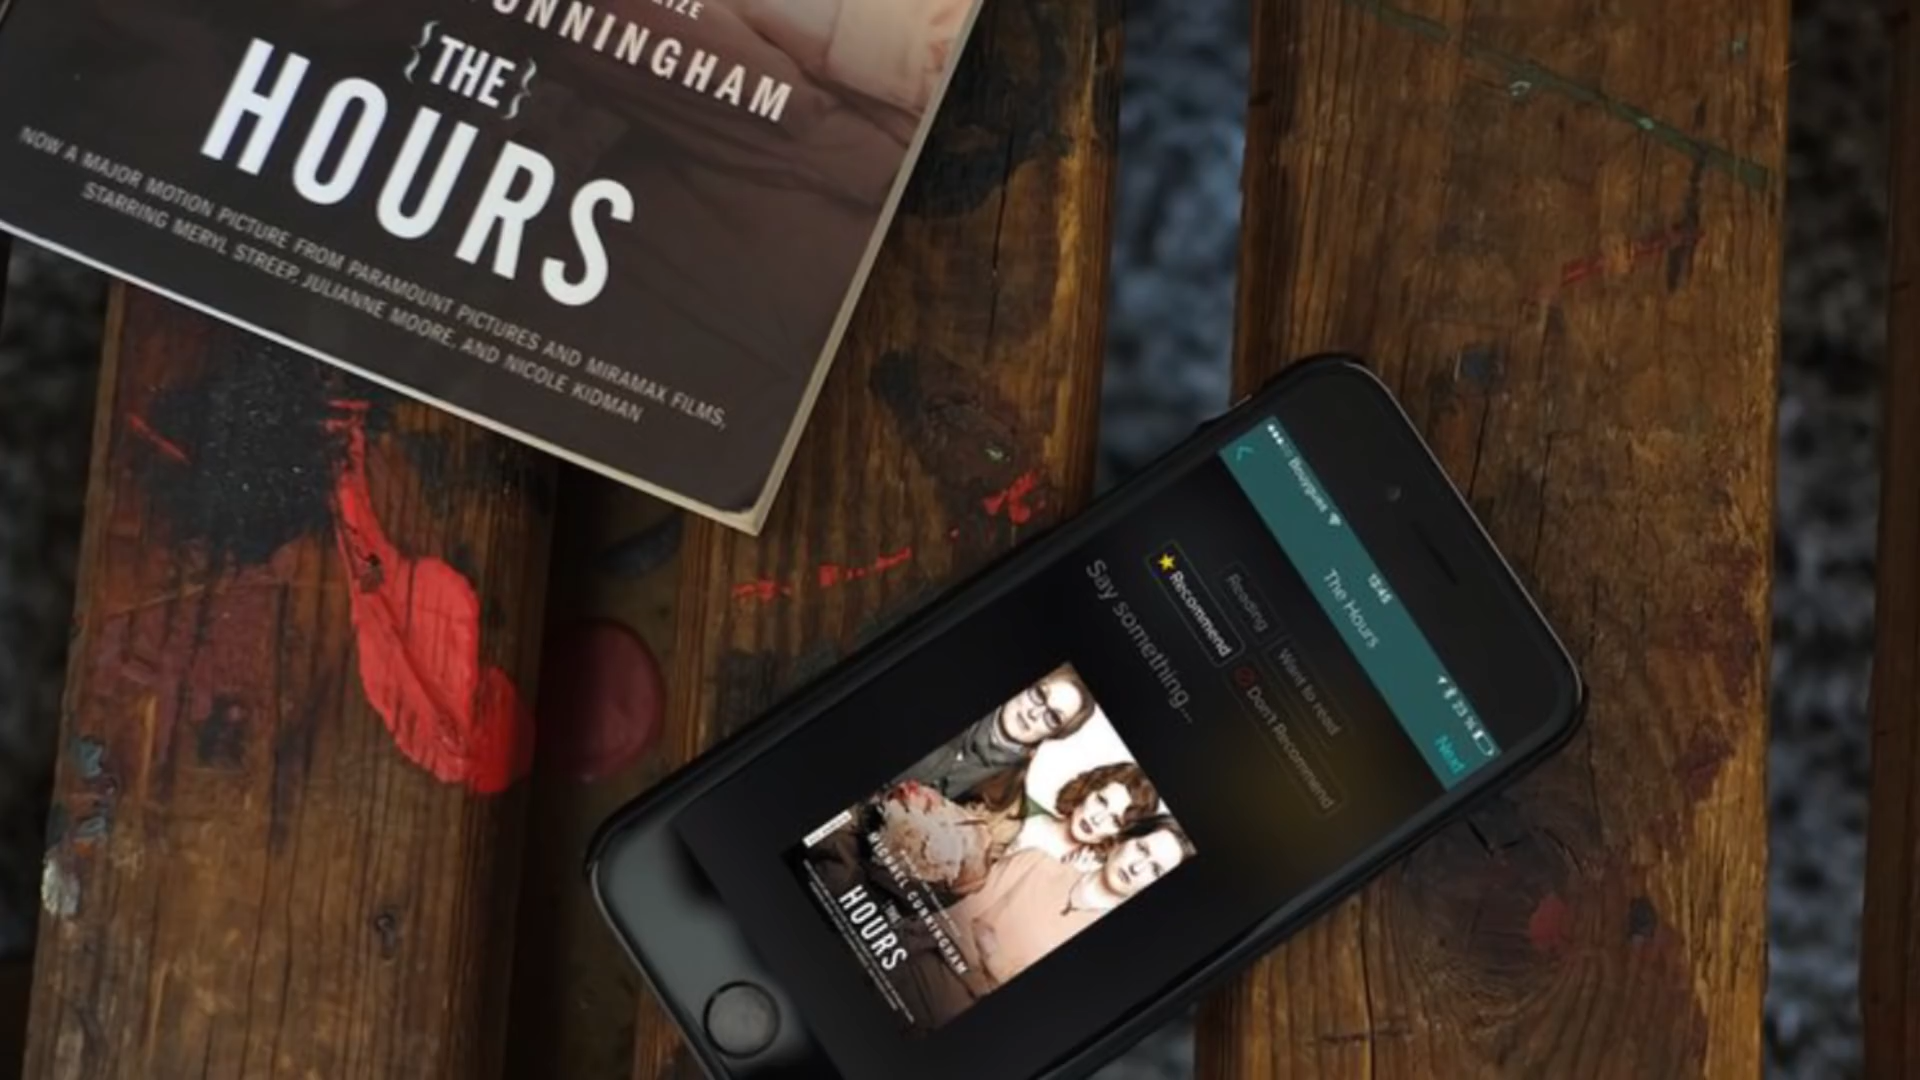 IZE
UNNINGHAM
{THE}
HOURS
NOW A MAJOR MOTION PICTURE FROM PARAMOUNT PICTURES AND MIRAMAX FILMS,
STARRING MERYL STREEP, JULIANNE MOORE, AND NICOLE KIDMAN
Bouygues 12:45 23 %
The Hours
Next
Reading
Want to read
Recommend
Don't Recommend
Say something...
MICHAEL CUNNINGHAM
THE
HOURS